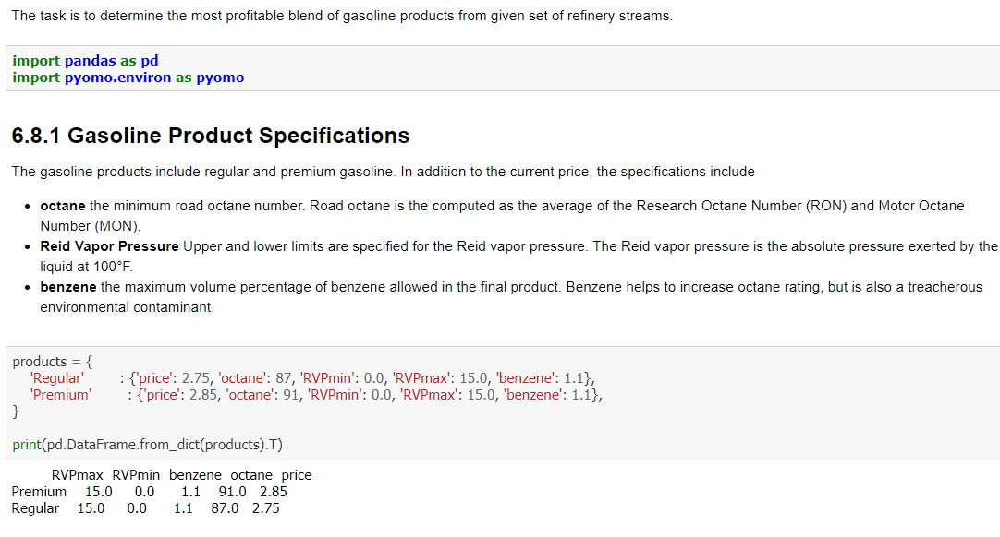 The task is to determine the most profitable blend of gasoline products from given set of refinery streams.
import pandas as pd
import pyomo.environ as pyomo
6.8.1 Gasoline Product Specifications
The gasoline products include regular and premium gasoline. In addition to the current price, the specifications include
• octane the minimum road octane number. Road octane is the computed as the average of the Research Octane Number (RON) and Motor Octane
Number (MON).
• Reid Vapor Pressure Upper and lower limits are specified for the Reid vapor pressure. The Reid vapor pressure is the absolute pressure exerted by the
liquid at 100°F.
• benzene the maximum volume percentage of benzene allowed in the final product. Benzene helps to increase octane rating, but is also a treacherous
environmental contaminant.
products = {
'Regular' : {'price': 2.75, 'octane': 87, 'RVPmin': 0.0, 'RVPmax': 15.0, 'benzene': 1.1},
'Premium' : {'price': 2.85, 'octane': 91, 'RVPmin': 0.0, 'RVPmax': 15.0, 'benzene': 1.1},
}
print(pd.DataFrame.from_dict(products).T)
RVPmax RVPmin benzene octane price
Premium 15.0 0.0 1.1 91.0 2.85
Regular 15.0 0.0 1.1 87.0 2.75